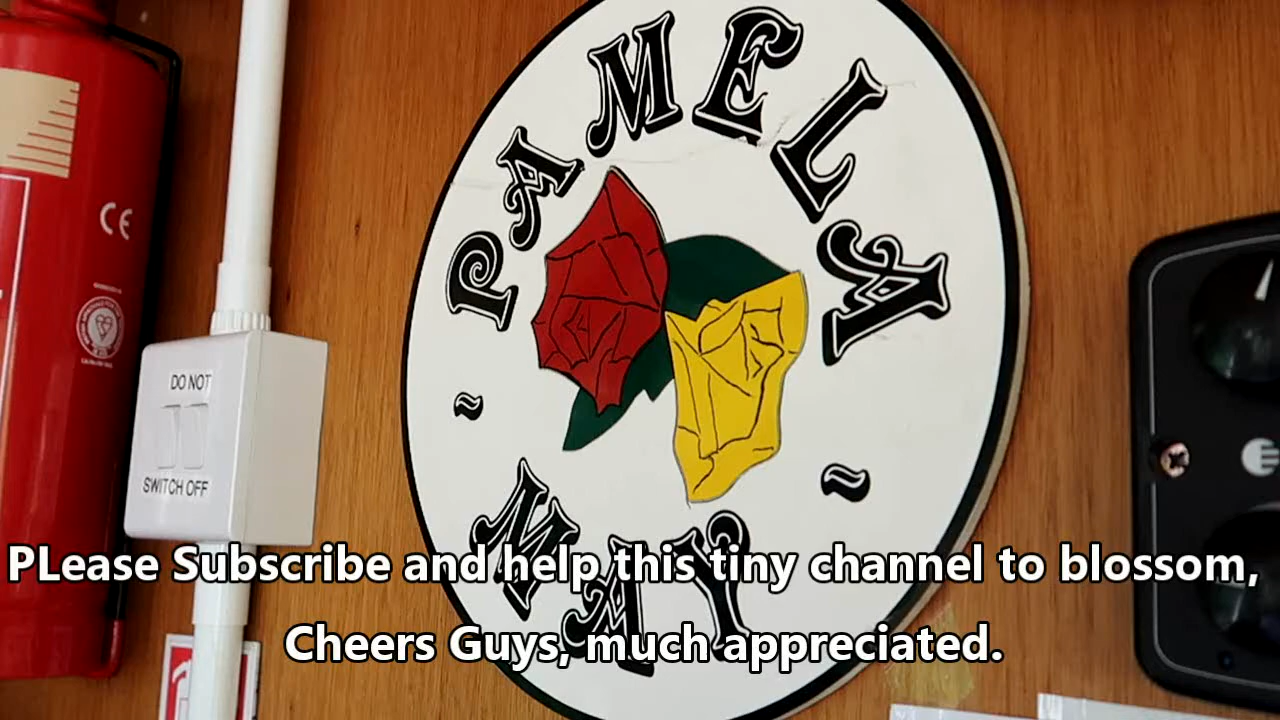 PAMELA
~ ~
MAY
CE
DO NOT
SWITCH OFF
PLease Subscribe and help this tiny channel to blossom,
Cheers Guys, much appreciated.